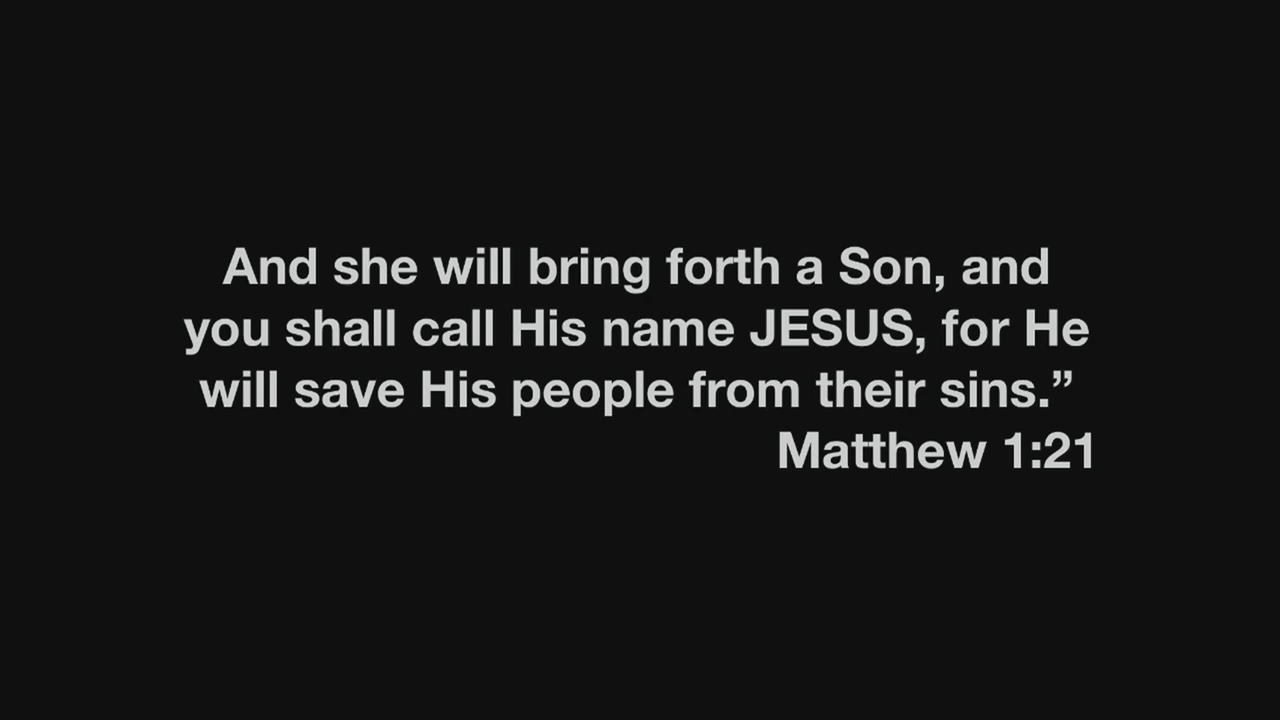 And she will bring forth a Son, and
you shall call His name JESUS, for He
will save His people from their sins.”
Matthew 1:21